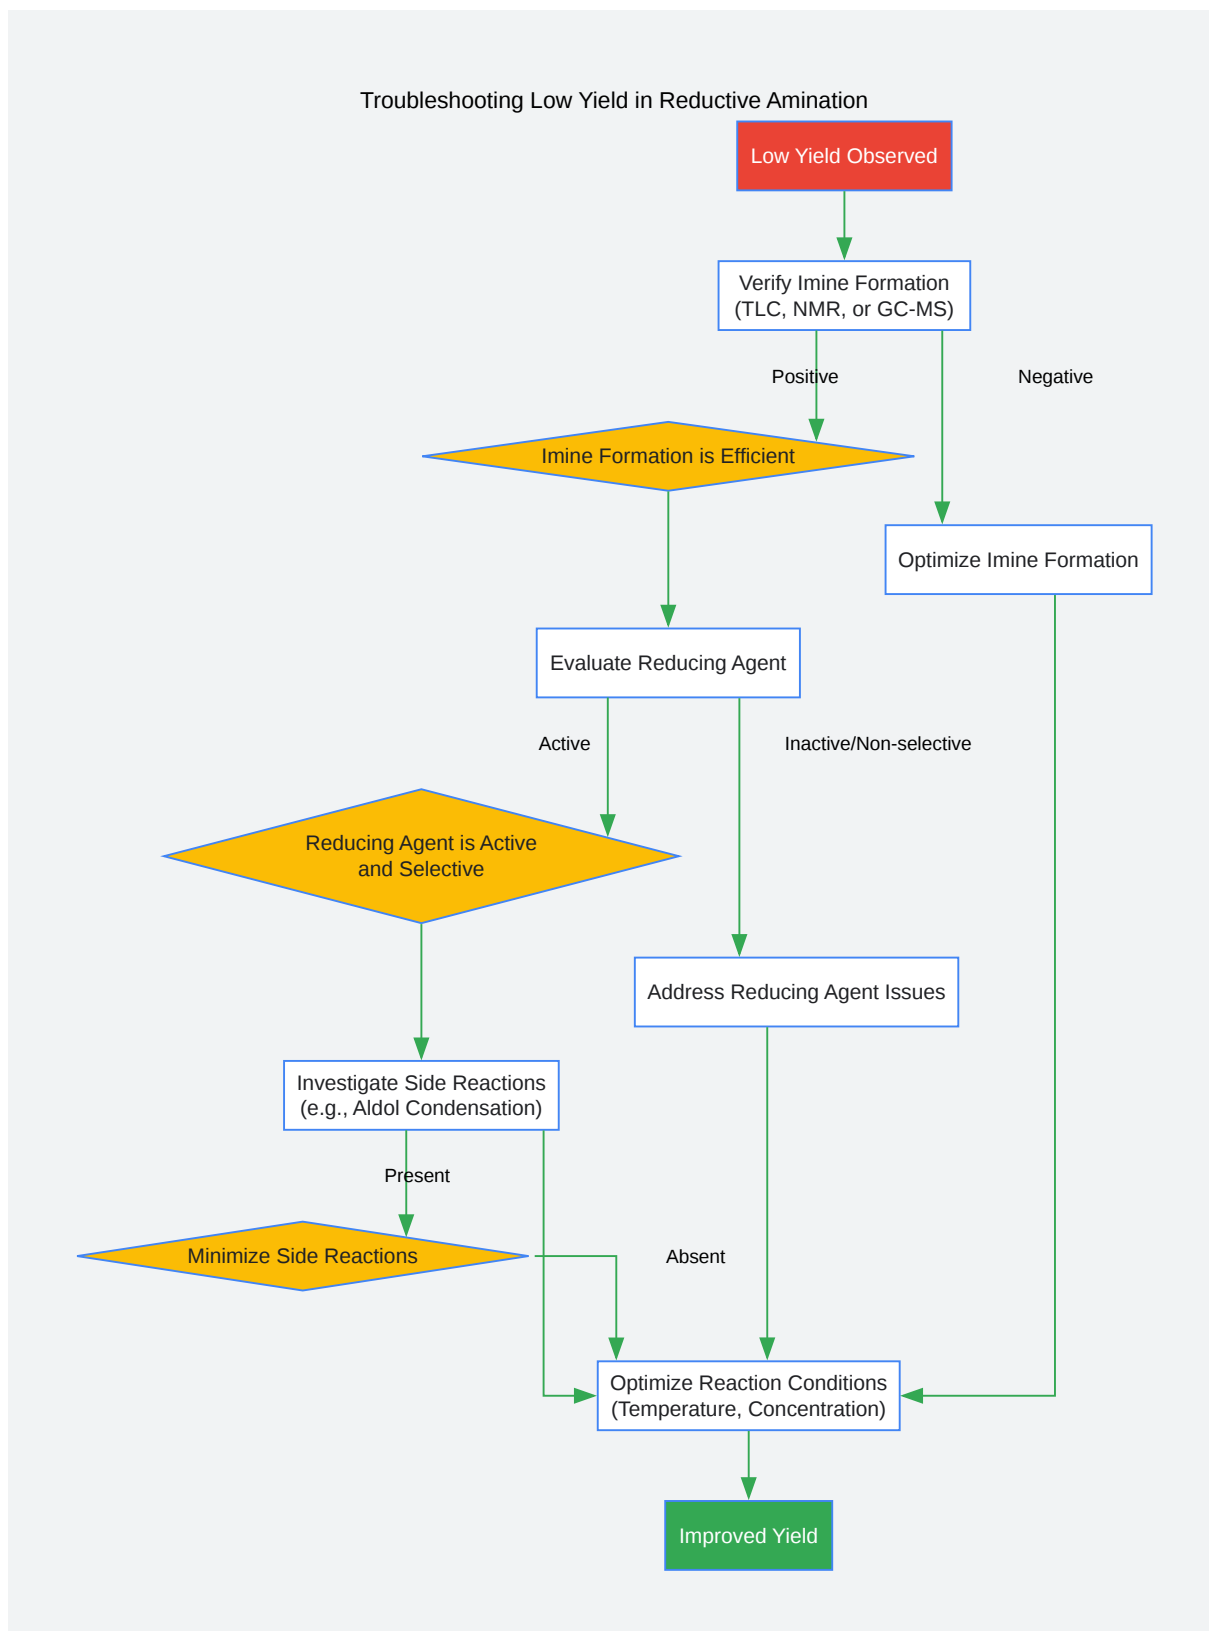 Troubleshooting Low Yield in Reductive Amination
Low Yield Observed
Verify Imine Formation
(TLC, NMR, or GC-MS)
Positive
Negative
Imine Formation is Efficient
Optimize Imine Formation
Evaluate Reducing Agent
Active
Inactive/Non-selective
Reducing Agent is Active
and Selective
Address Reducing Agent Issues
Investigate Side Reactions
(e.g., Aldol Condensation)
Present
Minimize Side Reactions
Absent
Optimize Reaction Conditions
(Temperature, Concentration)
Improved Yield